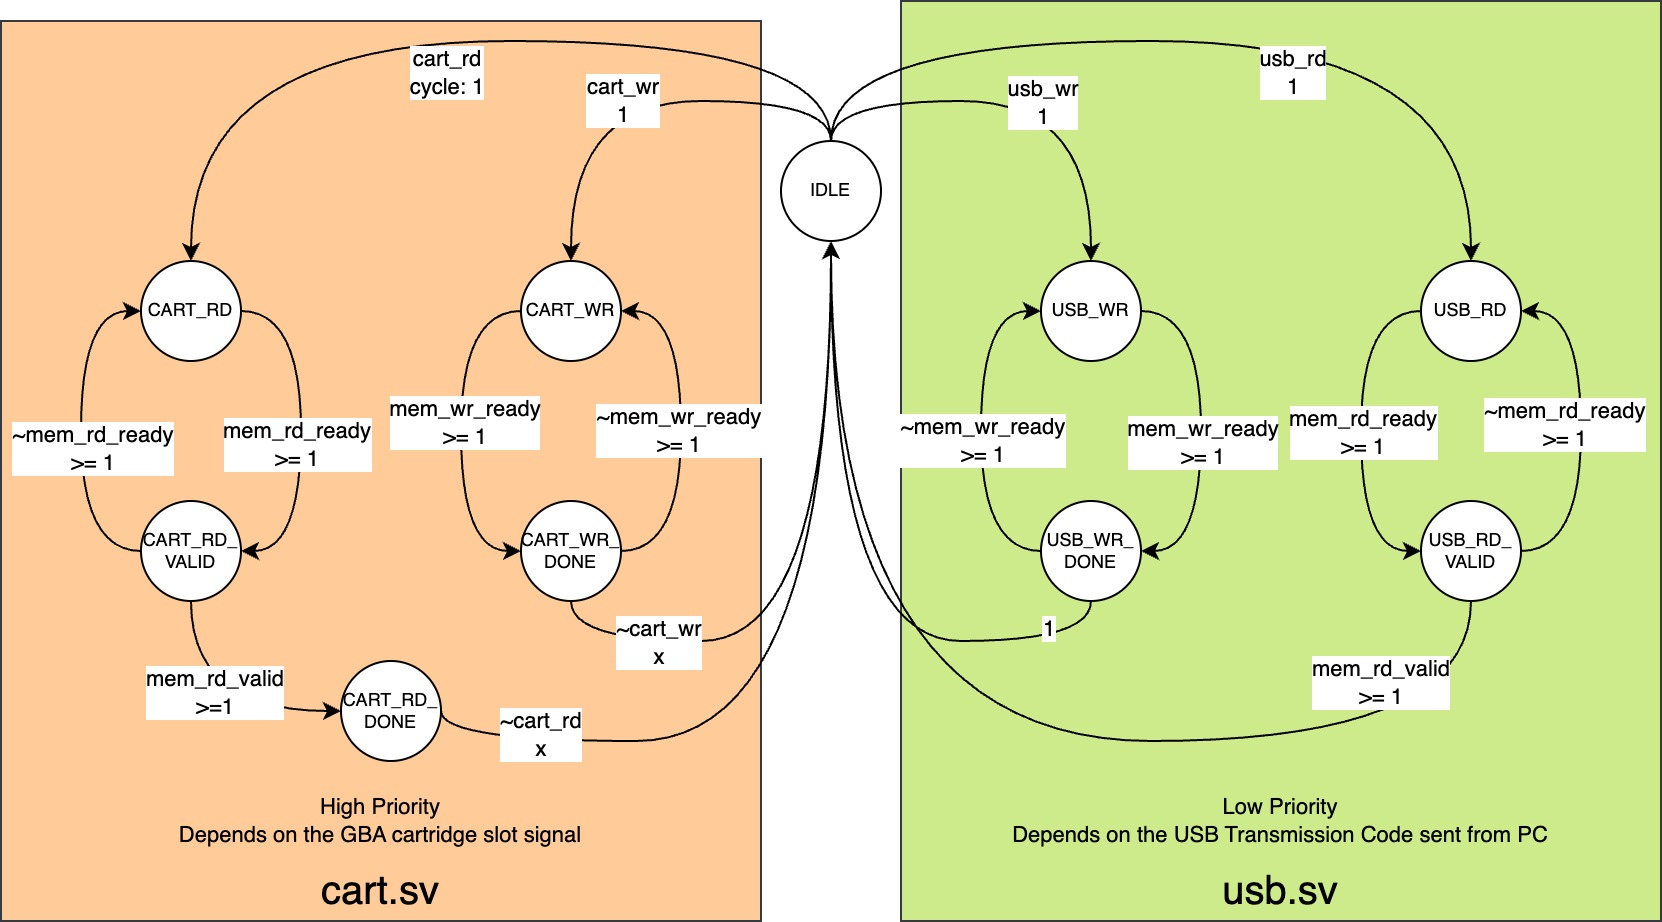 cart_rd
cycle: 1
cart_wr
1
usb_wr
1
usb_rd
1
IDLE
CART_RD
CART_WR
USB_WR
USB_RD
~mem_rd_ready
>= 1
mem_rd_ready
>= 1
mem_wr_ready
>= 1
~mem_wr_ready
>= 1
~mem_wr_ready
>= 1
mem_wr_ready
>= 1
mem_rd_ready
>= 1
~mem_rd_ready
>= 1
CART_RD_
VALID
CART_WR_
DONE
USB_WR_
DONE
USB_RD_
VALID
~cart_wr
x
1
mem_rd_valid
>=1
CART_RD_
DONE
~cart_rd
x
mem_rd_valid
>= 1
High Priority
Depends on the GBA cartridge slot signal
cart.sv
Low Priority
Depends on the USB Transmission Code sent from PC
usb.sv